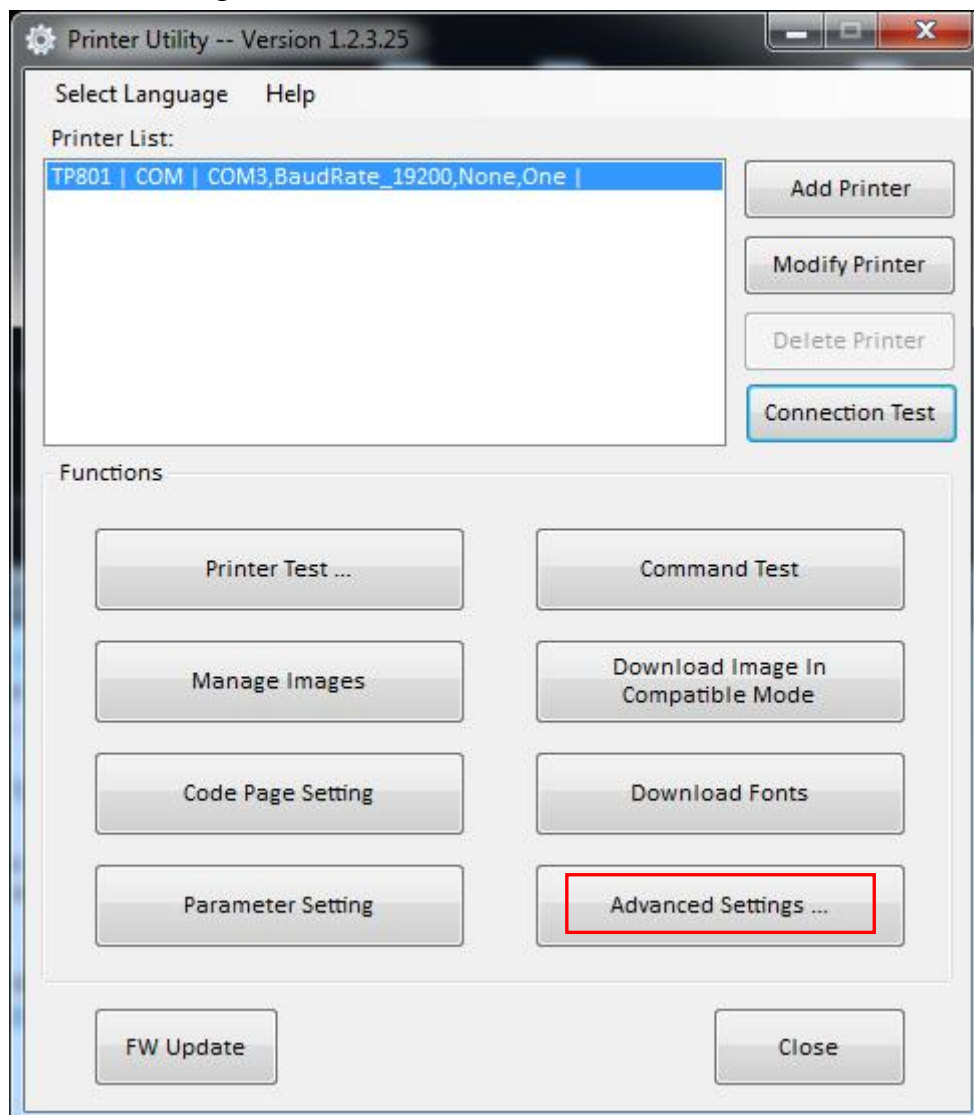 Printer Utility -- Version 1.2.3.25
Select Language Help
Printer List:
TP801 | COM | COM3,BaudRate_19200,None,One |
Add Printer
Modify Printer
Delete Printer
Connection Test
Functions
Printer Test ...
Command Test
Manage Images
Download Image In
Compatible Mode
Code Page Setting
Download Fonts
Parameter Setting
Advanced Settings ...
FW Update
Close